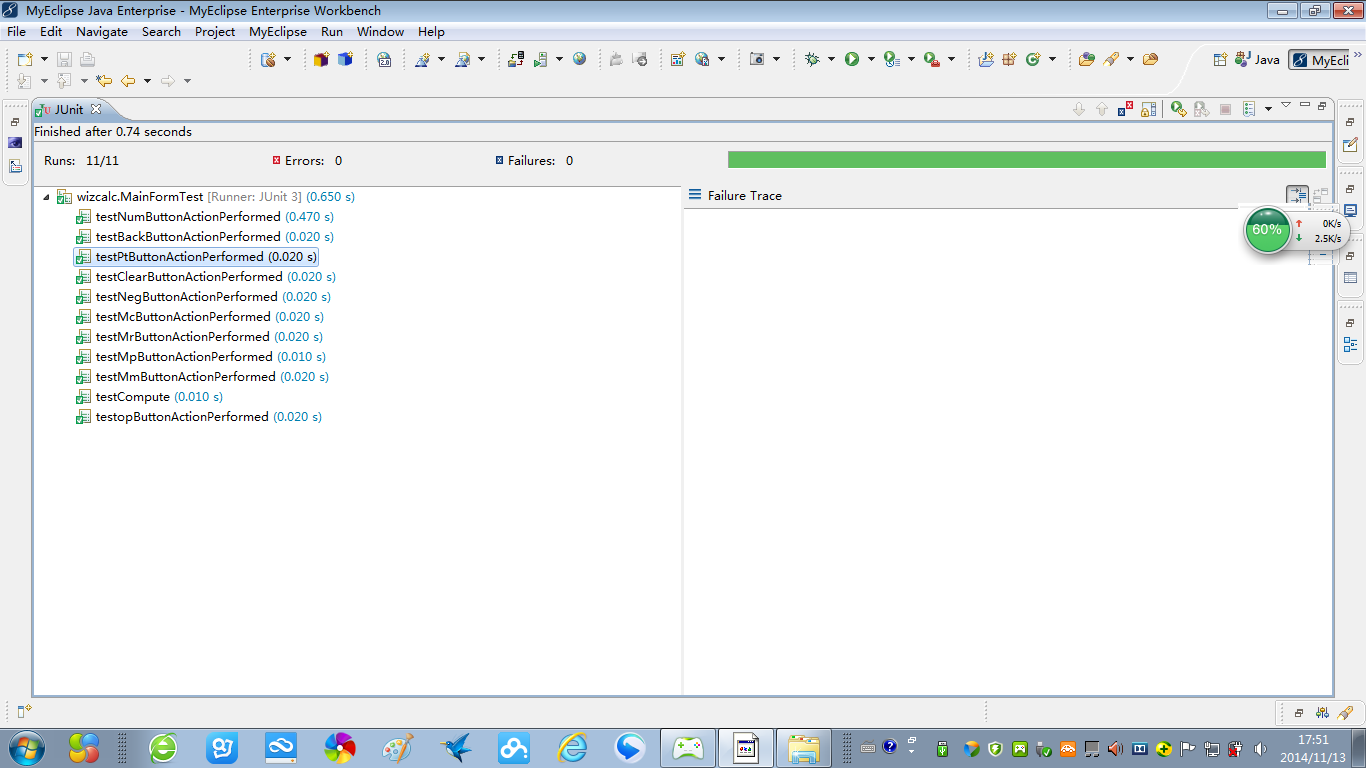 MyEclipse Java Enterprise - MyEclipse Enterprise Workbench
File Edit Navigate Search Project MyEclipse Run Window Help
2.0
Java MyEcli
JUnit
Finished after 0.74 seconds
Runs: 11/11 Errors: 0 Failures: 0
wizcalc.MainFormTest [Runner: JUnit 3] (0.650 s)
testNumButtonActionPerformed (0.470 s)
testBackButtonActionPerformed (0.020 s)
testPtButtonActionPerformed (0.020 s)
testClearButtonActionPerformed (0.020 s)
testNegButtonActionPerformed (0.020 s)
testMcButtonActionPerformed (0.020 s)
testMrButtonActionPerformed (0.020 s)
testMpButtonActionPerformed (0.010 s)
testMmButtonActionPerformed (0.020 s)
testCompute (0.010 s)
testopButtonActionPerformed (0.020 s)
Failure Trace
60%
0K/s
2.5K/s
17:51
2014/11/13